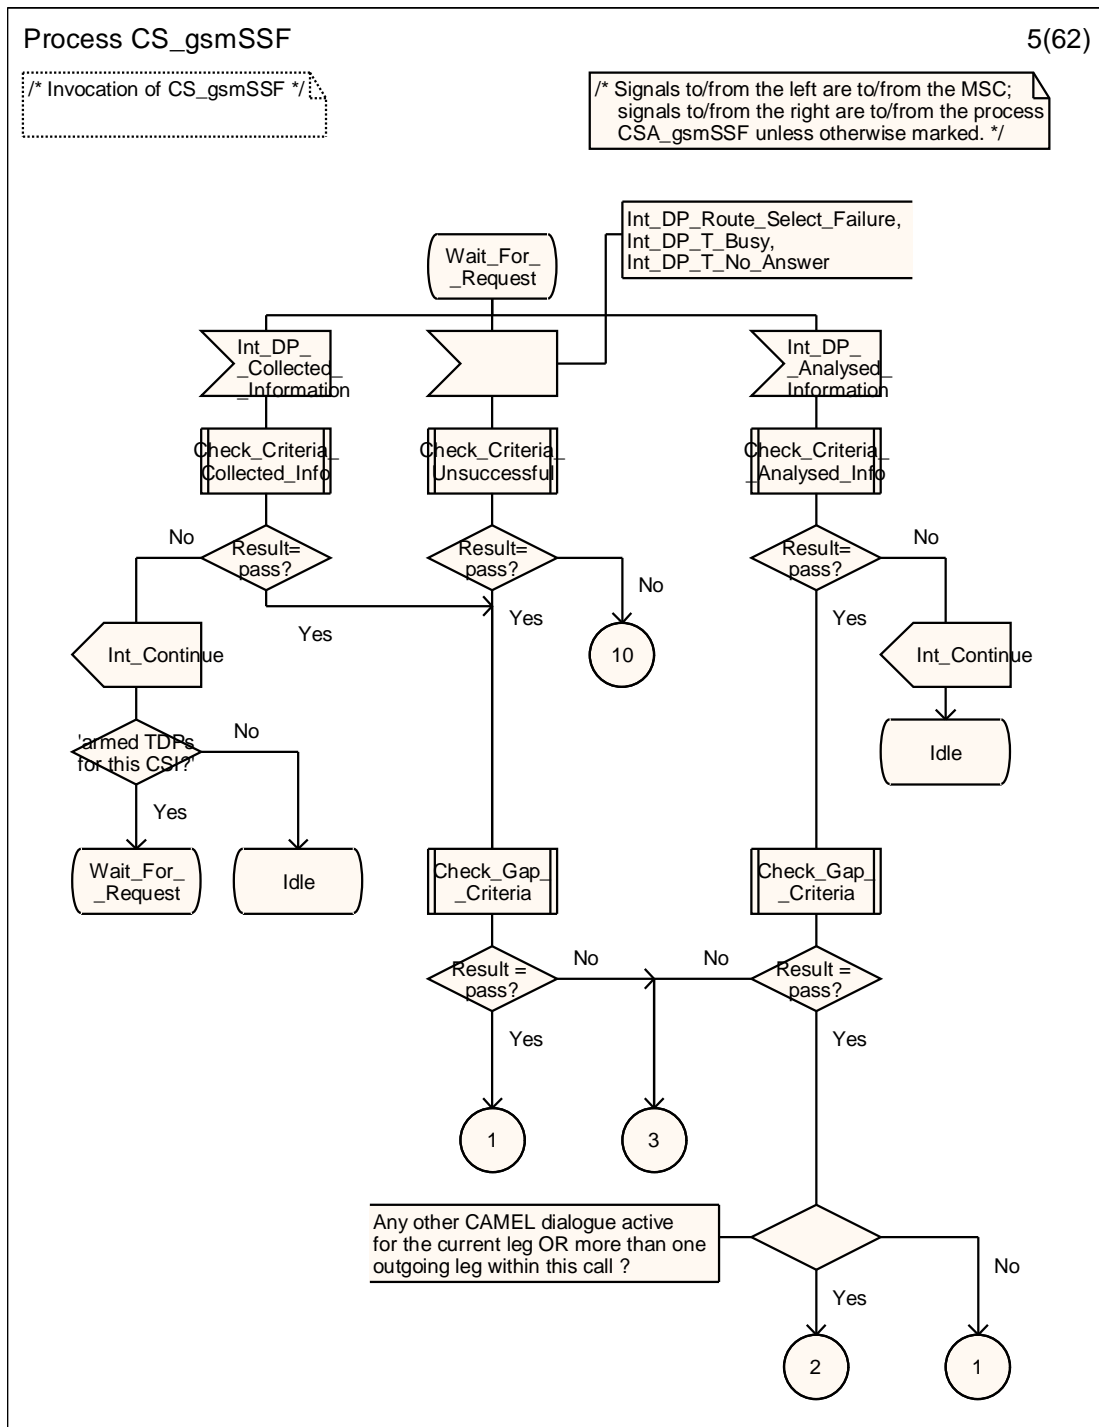 Process CS_gsmSSF
5(62)
/* Invocation of CS_gsmSSF */
/* Signals to/from the left are to/from the MSC;
signals to/from the right are to/from the process
CSA_gsmSSF unless otherwise marked. */
Int_DP_Route_Select_Failure,
Int_DP_T_Busy,
Int_DP_T_No_Answer
Wait_For_
_Request
Int_DP_
_Collected_
_Information
Int_DP_
_Analysed_
_Information
Check_Criteria_
Collected_Info
Check_Criteria_
Unsuccessful
Check_Criteria_
_Analysed_Info
No
Result=
pass?
Yes
Result=
pass?
No
Yes
Result=
pass?
No
Yes
Int_Continue
10
Int_Continue
'armed TDPs
for this CSI?'
No
Yes
Idle
Wait_For_
_Request
Idle
Check_Gap_
_Criteria
Check_Gap_
_Criteria
Result =
pass?
No
No
Result =
pass?
Yes
Yes
1
3
Any other CAMEL dialogue active
for the current leg OR more than one
outgoing leg within this call ?
No
Yes
2
1